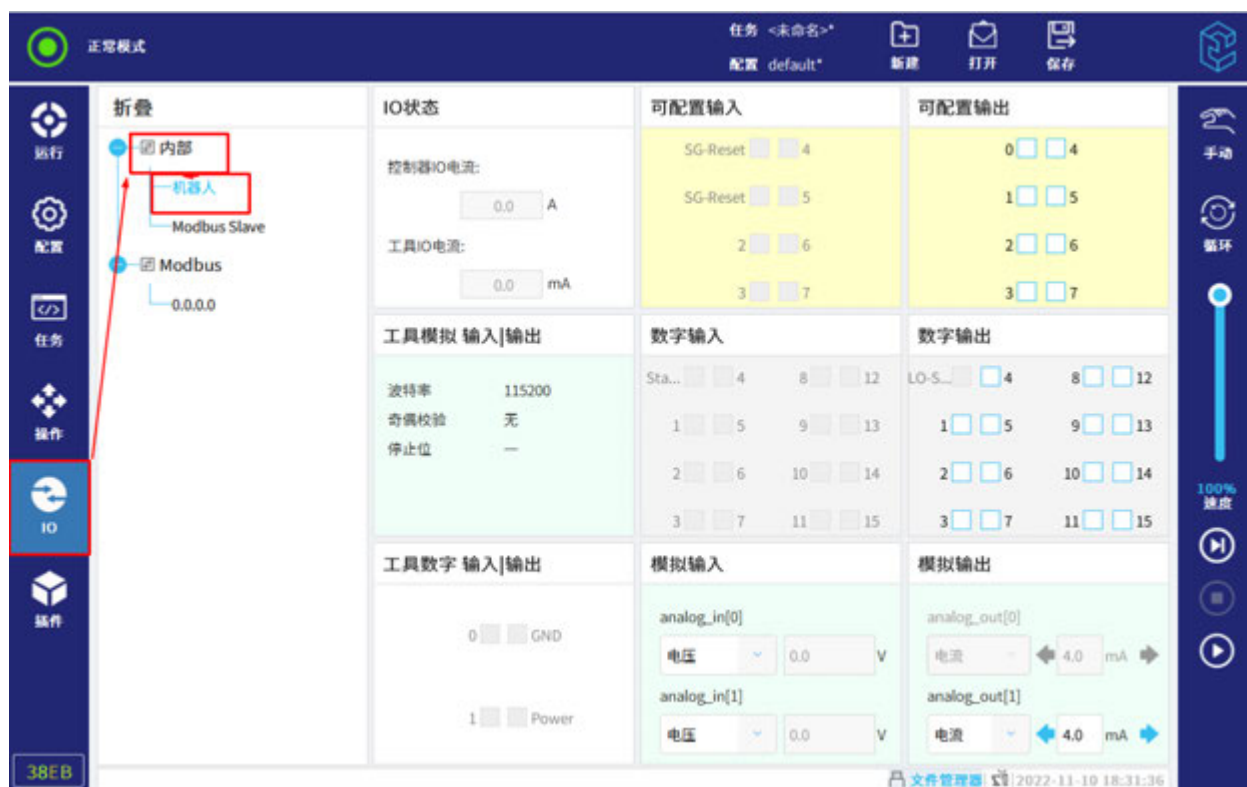 正常模式
任务 <未命名>*
配置 default*
新建 打开 保存
运行
配置
任务
操作
IO
插件
38EB
折叠
内部
机器人
Modbus Slave
Modbus
0.0.0.0
IO状态
控制器IO电流:
0.0 A
工具IO电流:
0.0 mA
可配置输入
SG-Reset 4
SG-Reset 5
2 6
3 7
可配置输出
0 4
1 5
2 6
3 7
工具模拟 输入|输出
波特率 115200
奇偶校验 无
停止位 —
数字输入
Sta... 4 8 12
1 5 9 13
2 6 10 14
3 7 11 15
数字输出
LO-S... 4 8 12
1 5 9 13
2 6 10 14
3 7 11 15
工具数字 输入|输出
0 GND
1 Power
模拟输入
analog_in[0]
电压 0.0 V
analog_in[1]
电压 0.0 V
模拟输出
analog_out[0]
电流 4.0 mA
analog_out[1]
电流 4.0 mA
手动
循环
100%
速度
文件管理器 2022-11-10 18:31:36